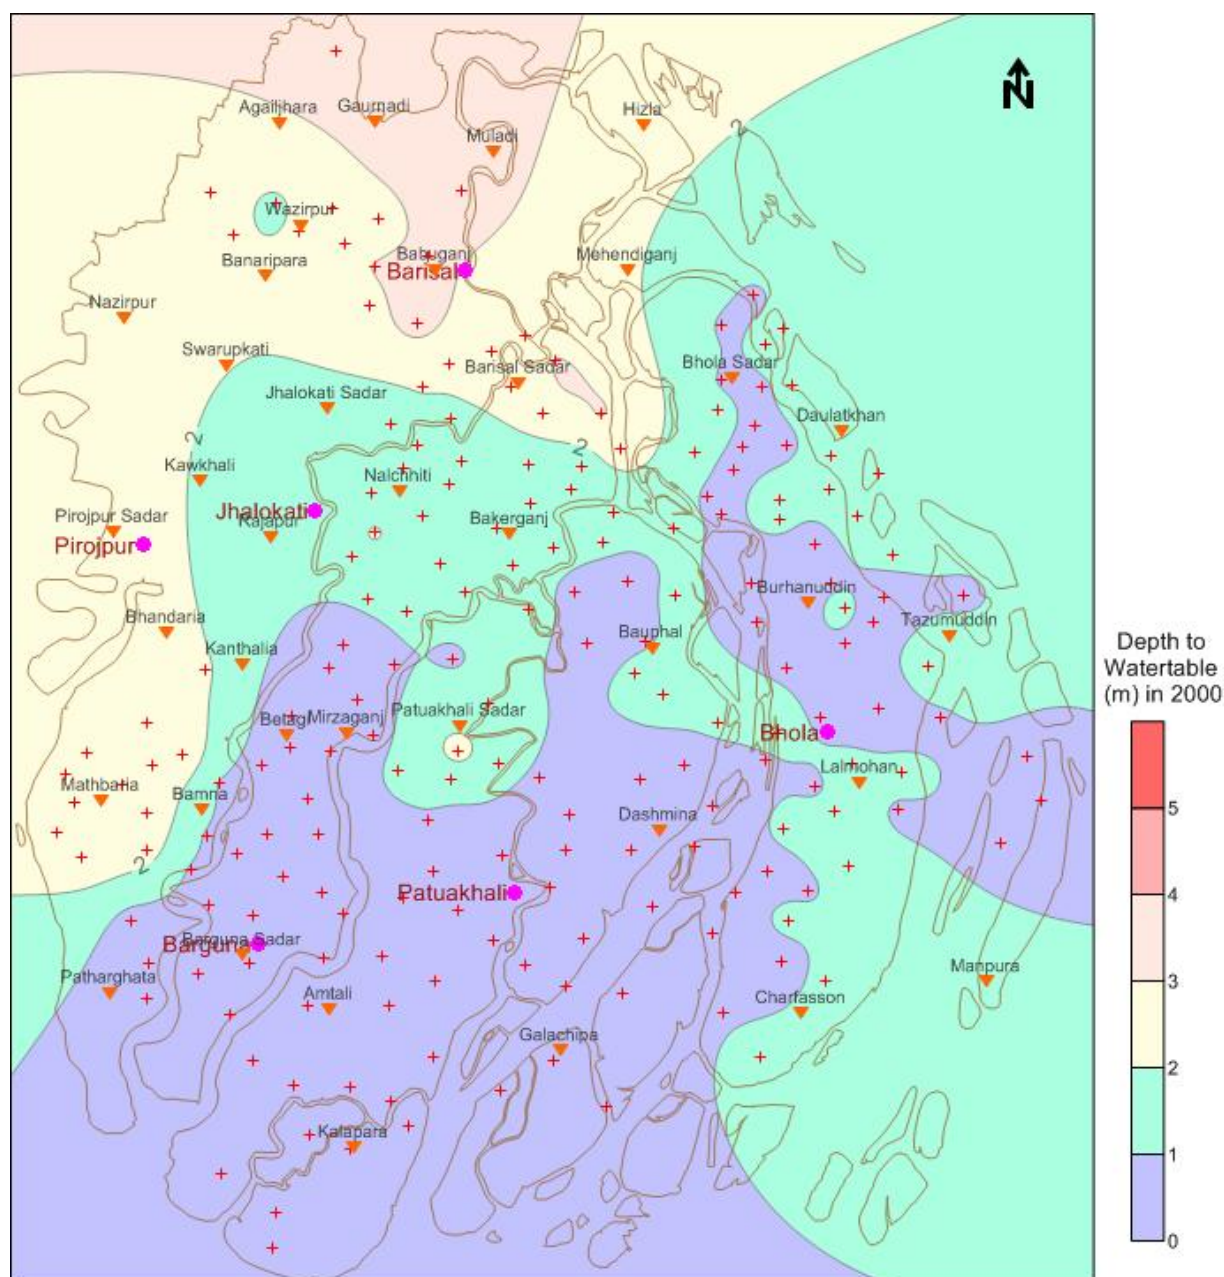 N
Agailjhara
Gaurnadi
Hizla
2
Muladi
Wazirpur
Banaripara
Babuganj
Barisal
Mehendiganj
Nazirpur
Swarupkati
Barisal Sadar
Bhola Sadar
Jhalokati Sadar
Daulatkhan
2
2
Kawkhali
Nalchhiti
Pirojpur Sadar
Jhalokati
Rajapur
Bakerganj
Pirojpur
Burhanuddin
Bhandaria
Bauphal
Tazumuddin
Kanthalia
Depth to
Watertable
(m) in 2000
Betagi
Mirzaganj
Patuakhali Sadar
Bhola
Lalmohan
Mathbaria
Bamna
5
Dashmina
2
4
Patuakhali
Barguna Sadar
Barguna
3
Patharghata
Amtali
Manpura
Charfasson
Galachipa
2
Kalapara
1
0